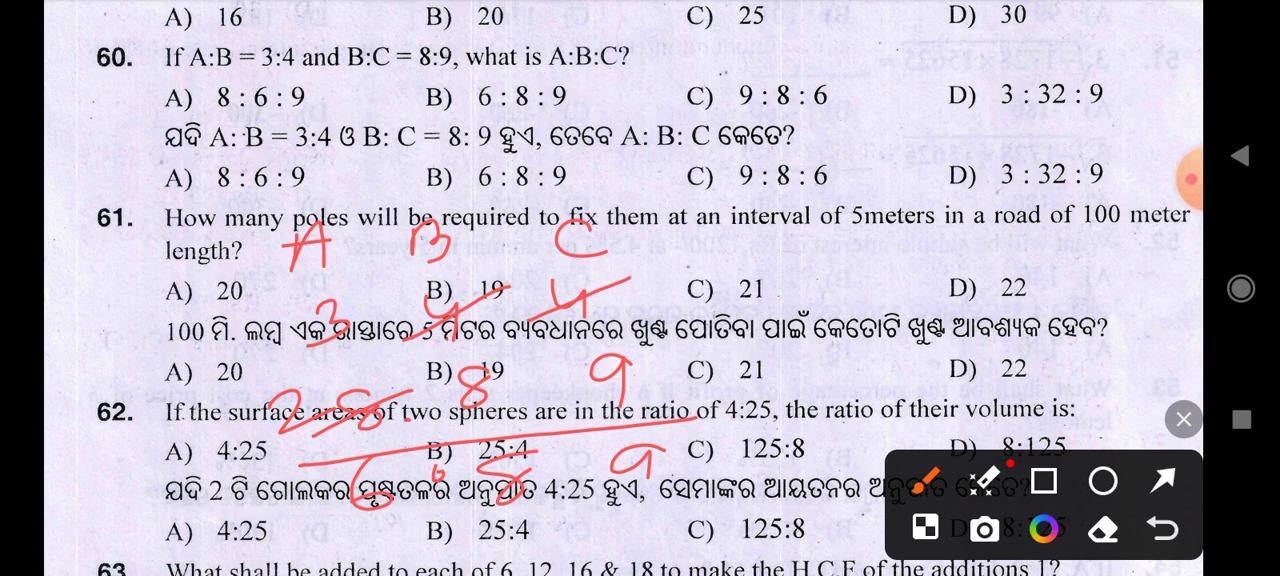 A) 16 B) 20 C) 25 D) 30
60. If A:B = 3:4 and B:C = 8:9, what is A:B:C?
A) 8 : 6 : 9 B) 6 : 8 : 9 C) 9 : 8 : 6 D) 3 : 32 : 9
ଯଦି A: B = 3:4 ଓ B: C = 8: 9 ହୁଏ, ତେବେ A: B: C କେତେ?
A) 8 : 6 : 9 B) 6 : 8 : 9 C) 9 : 8 : 6 D) 3 : 32 : 9
61. How many poles will be required to fix them at an interval of 5meters in a road of 100 meter
length? A B C
A) 20 B) 19 C) 21 D) 22
3 4 4
100 ମି. ଲମ୍ବ ଏକ ରାସ୍ତାରେ 5 ମିଟର ବ୍ୟବଧାନରେ ଖୁଣ୍ଟ ପୋତିବା ପାଇଁ କେତୋଟି ଖୁଣ୍ଟ ଆବଶ୍ୟକ ହେବ?
A) 20 B) 19 C) 21 D) 22
8 9
62. If the surface areas of two spheres are in the ratio of 4:25, the ratio of their volume is:
A) 4:25 B) 25:4 C) 125:8 D) 8:125
6 8 9
ଯଦି 2 ଟି ଗୋଲକର ପୃଷ୍ଠତଳର ଅନୁପାତ 4:25 ହୁଏ, ସେମାଙ୍କର ଆୟତନର ଅନୁପାତ କେତେ?
A) 4:25 B) 25:4 C) 125:8 D) 8:125
63. What shall be added to each of 6, 12, 16 & 18 to make the H.C.F of the additions 1?